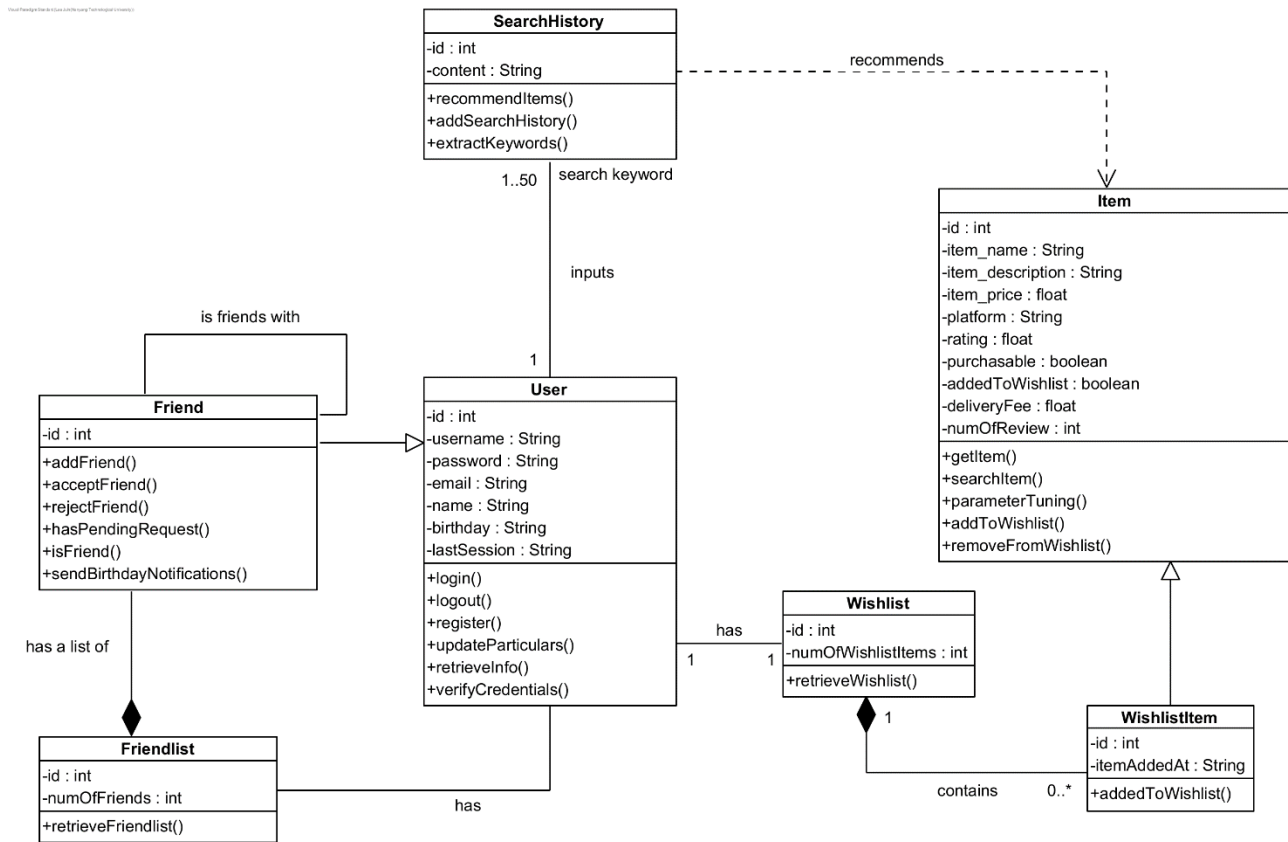 SearchHistory
-id : int
-content : String
+recommendItems()
+addSearchHistory()
+extractKeywords()
recommends
1..50
search keyword
inputs
1
Item
-id : int
-item_name : String
-item_description : String
-item_price : float
-platform : String
-rating : float
-purchasable : boolean
-addedToWishlist : boolean
-deliveryFee : float
-numOfReview : int
+getItem()
+searchItem()
+parameterTuning()
+addToWishlist()
+removeFromWishlist()
is friends with
Friend
-id : int
+addFriend()
+acceptFriend()
+rejectFriend()
+hasPendingRequest()
+isFriend()
+sendBirthdayNotifications()
User
-id : int
-username : String
-password : String
-email : String
-name : String
-birthday : String
-lastSession : String
+login()
+logout()
+register()
+updateParticulars()
+retrieveInfo()
+verifyCredentials()
has
1
1
Wishlist
-id : int
-numOfWishlistItems : int
+retrieveWishlist()
has a list of
1
contains
0..*
WishlistItem
-id : int
-itemAddedAt : String
+addedToWishlist()
Friendlist
-id : int
-numOfFriends : int
+retrieveFriendlist()
has